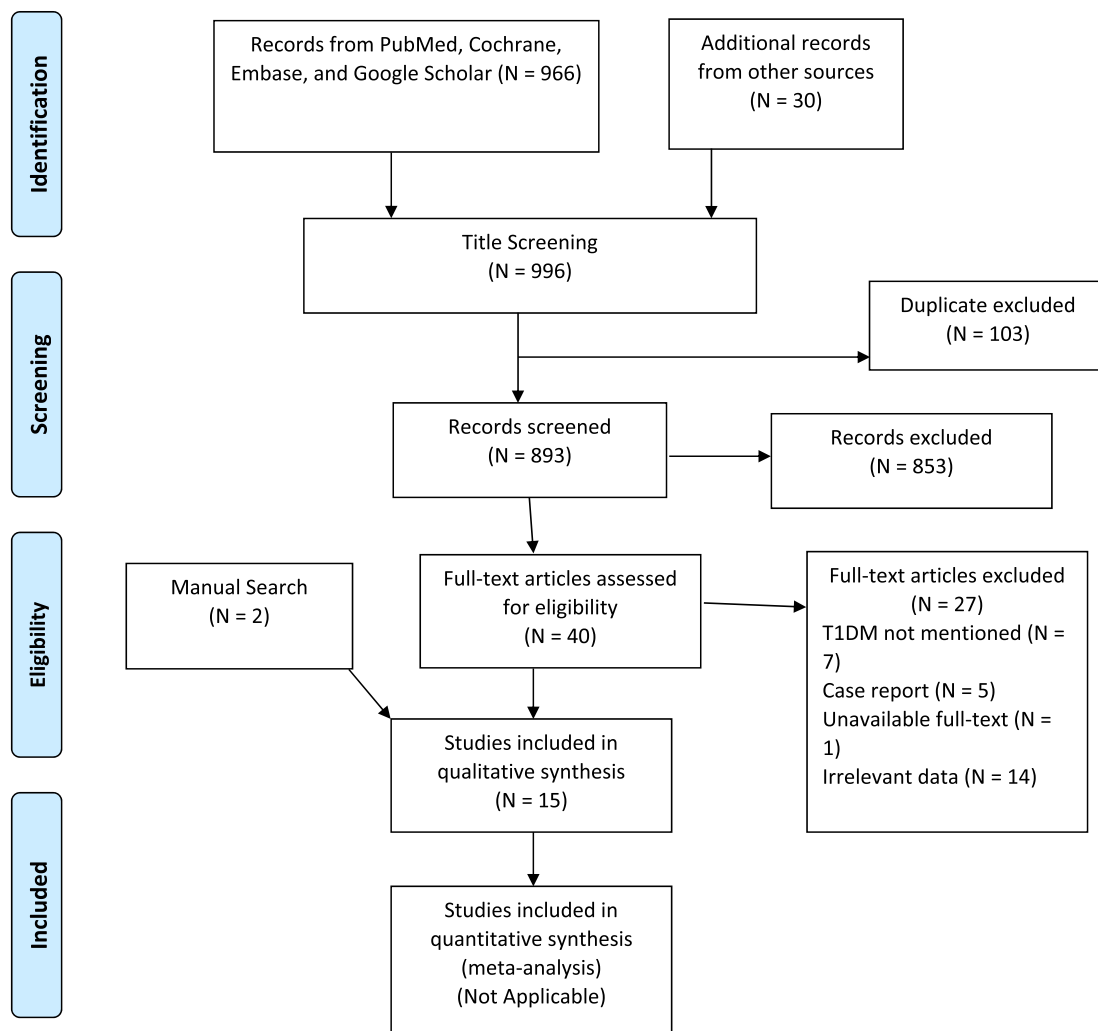 Identification
Records from PubMed, Cochrane,
Embase, and Google Scholar (N = 966)
Additional records
from other sources
(N = 30)
Title Screening
(N = 996)
Screening
Duplicate excluded
(N = 103)
Records screened
(N = 893)
Records excluded
(N = 853)
Eligibility
Manual Search
(N = 2)
Full-text articles assessed
for eligibility
(N = 40)
Full-text articles excluded
(N = 27)
T1DM not mentioned (N =
7)
Case report (N = 5)
Unavailable full-text (N =
1)
Irrelevant data (N = 14)
Studies included in
qualitative synthesis
(N = 15)
Included
Studies included in
quantitative synthesis
(meta-analysis)
(Not Applicable)